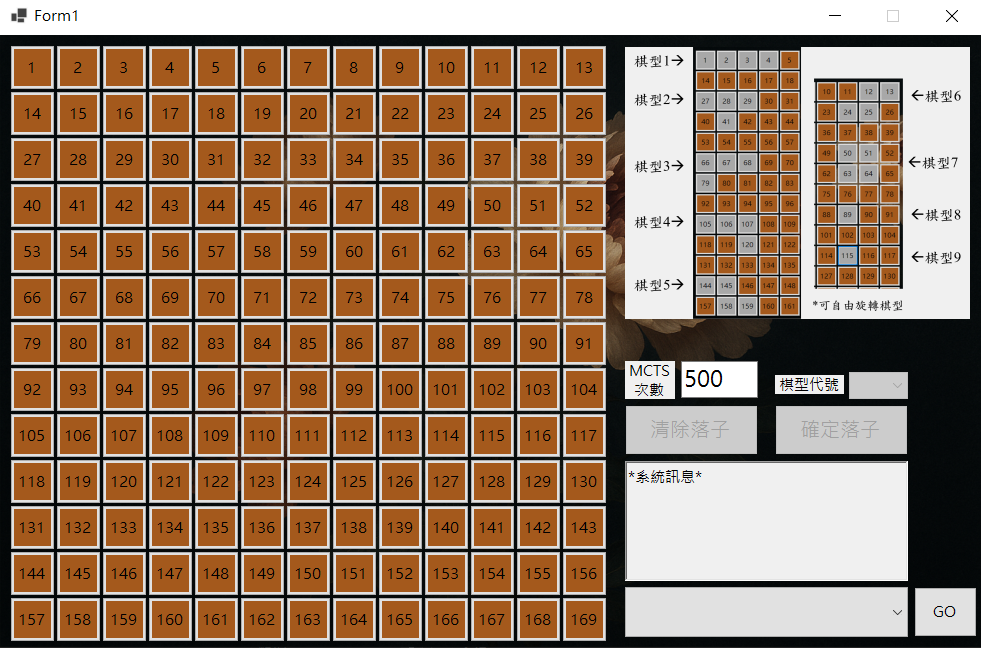 Form1
1 2 3 4 5 6 7 8 9 10 11 12 13
14 15 16 17 18 19 20 21 22 23 24 25 26
27 28 29 30 31 32 33 34 35 36 37 38 39
40 41 42 43 44 45 46 47 48 49 50 51 52
53 54 55 56 57 58 59 60 61 62 63 64 65
66 67 68 69 70 71 72 73 74 75 76 77 78
79 80 81 82 83 84 85 86 87 88 89 90 91
92 93 94 95 96 97 98 99 100 101 102 103 104
105 106 107 108 109 110 111 112 113 114 115 116 117
118 119 120 121 122 123 124 125 126 127 128 129 130
131 132 133 134 135 136 137 138 139 140 141 142 143
144 145 146 147 148 149 150 151 152 153 154 155 156
157 158 159 160 161 162 163 164 165 166 167 168 169
棋型1→
棋型2→
棋型3→
棋型4→
棋型5→
1 2 3 4 5
14 15 16 17 18
27 28 29 30 31
40 41 42 43 44
53 54 55 56 57
66 67 68 69 70
79 80 81 82 83
92 93 94 95 96
105 106 107 108 109
118 119 120 121 122
131 132 133 134 135
144 145 146 147 148
157 158 159 160 161
10 11 12 13
23 24 25 26
36 37 38 39
49 50 51 52
62 63 64 65
75 76 77 78
88 89 90 91
101 102 103 104
114 115 116 117
127 128 129 130
←棋型6
←棋型7
←棋型8
←棋型9
*可自由旋轉棋型
MCTS
次數
500
棋型代號
清除落子
確定落子
*系統訊息*
GO